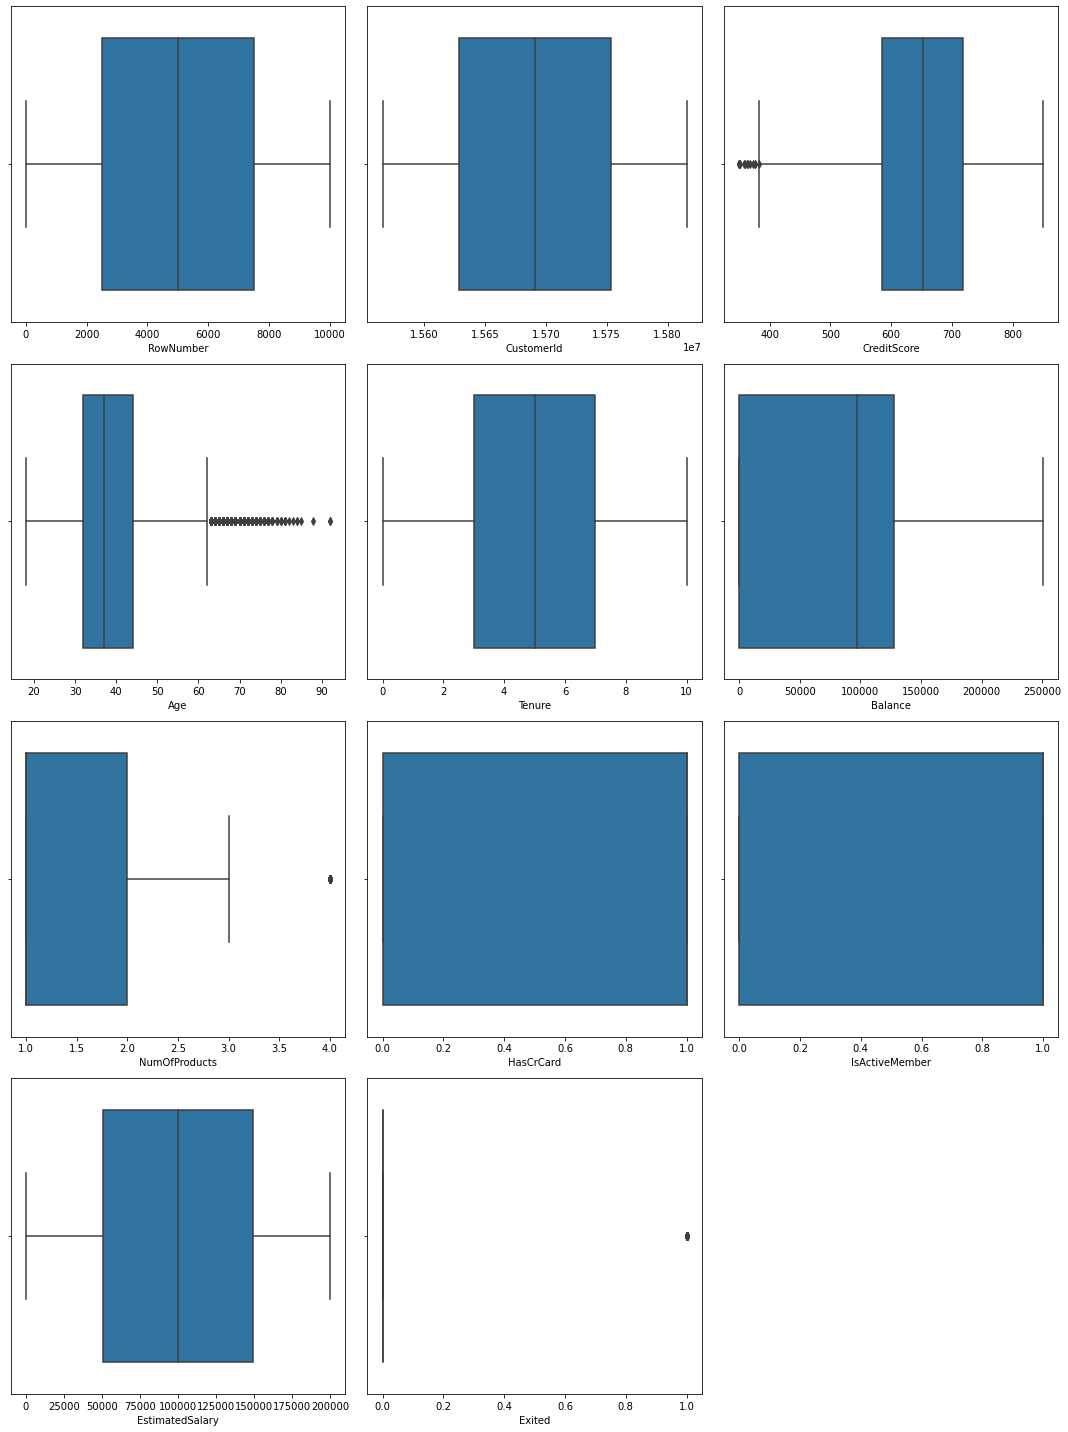 0 2000 4000 6000 8000 10000
RowNumber
1.560 1.565 1.570 1.575 1.580
1e7
CustomerId
400 500 600 700 800
CreditScore
20 30 40 50 60 70 80 90
Age
0 2 4 6 8 10
Tenure
0 50000 100000 150000 200000 250000
Balance
1.0 1.5 2.0 2.5 3.0 3.5 4.0
NumOfProducts
0.0 0.2 0.4 0.6 0.8 1.0
HasCrCard
0.0 0.2 0.4 0.6 0.8 1.0
IsActiveMember
0 25000 50000 75000 100000 125000 150000 175000 200000
EstimatedSalary
0.0 0.2 0.4 0.6 0.8 1.0
Exited